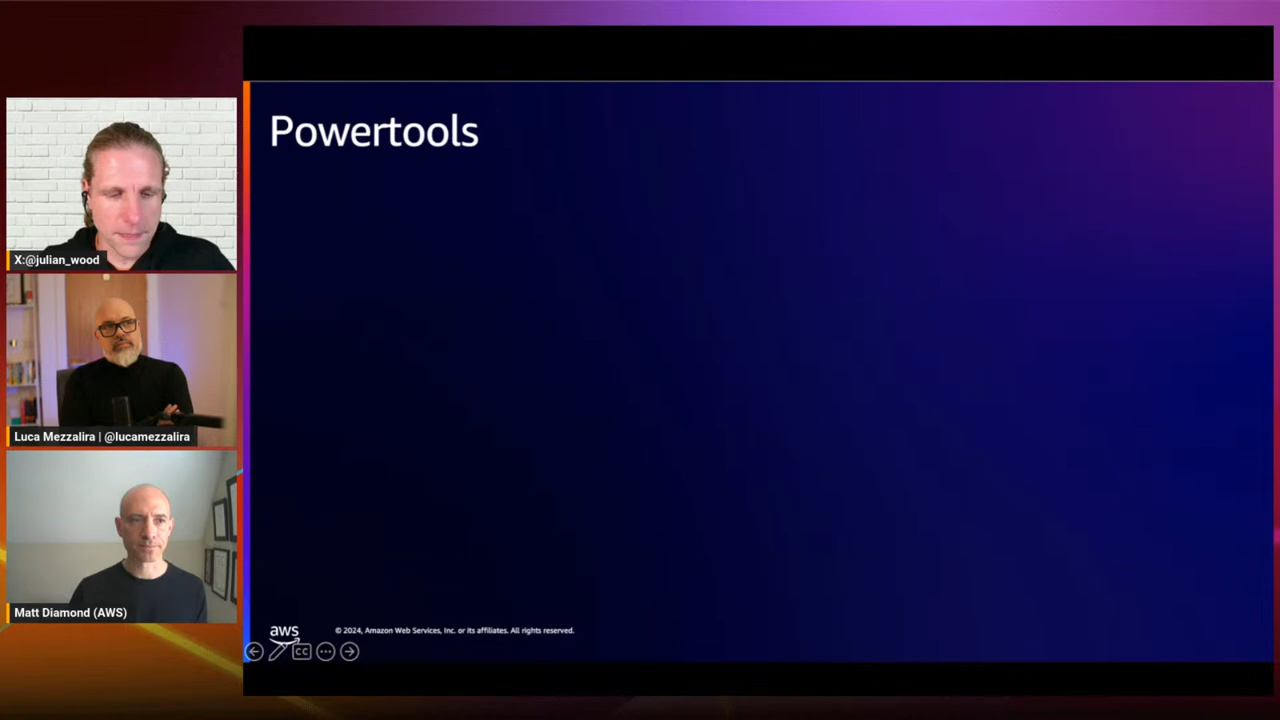 Powertools
X:@julian_wood
Luca Mezzalira | @lucamezzalira
Matt Diamond (AWS)
aws
© 2024, Amazon Web Services, Inc. or its affiliates. All rights reserved.
CC